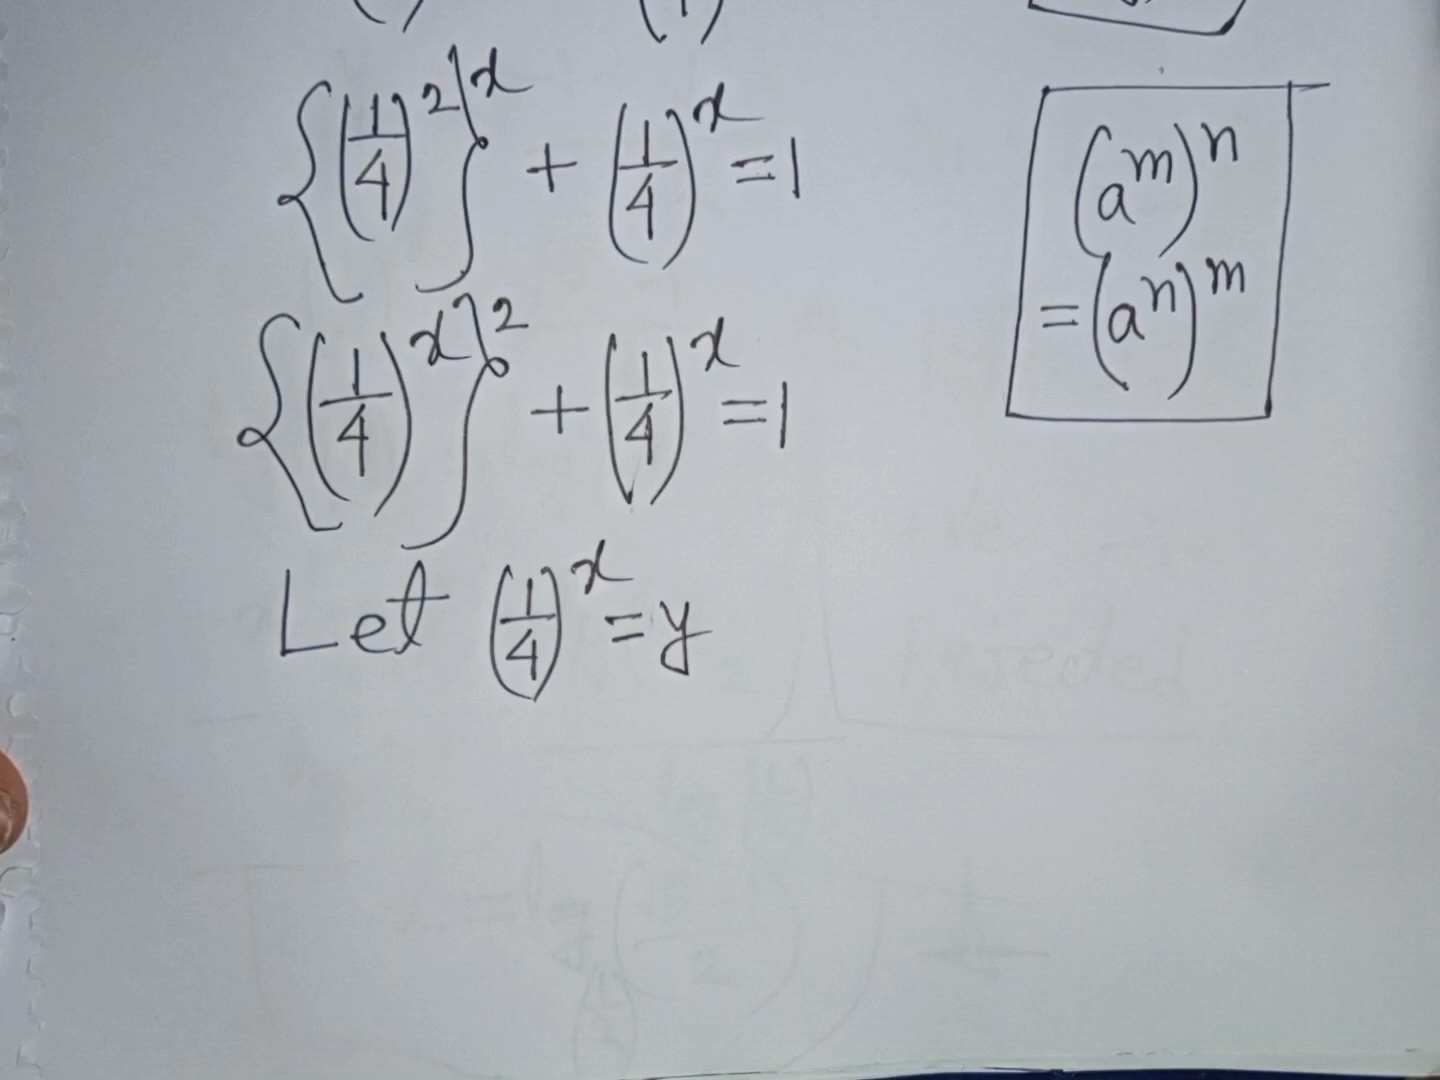 {(1/4)^2}^x + (1/4)^x = 1
{(1/4)^x}^2 + (1/4)^x = 1
Let (1/4)^x = y
(a^m)^n
= (a^n)^m